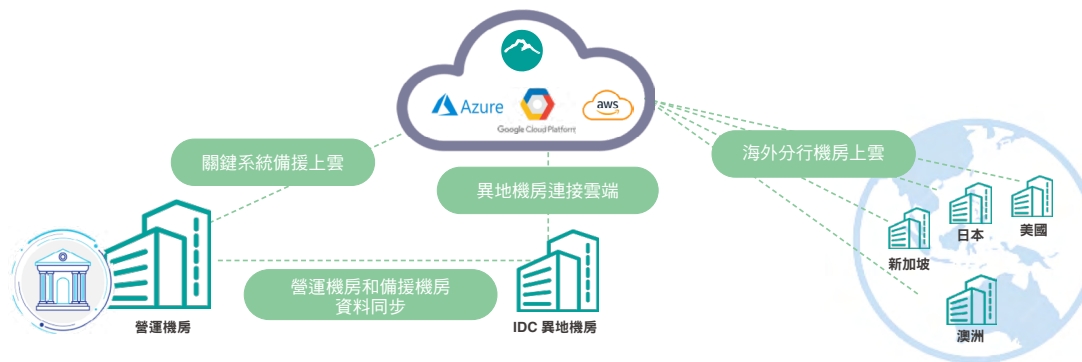 Azure
Google Cloud Platform
aws
關鍵系統備援上雲
異地機房連接雲端
海外分行機房上雲
美國
日本
新加坡
營運機房和備援機房
資料同步
營運機房
IDC 異地機房
澳洲